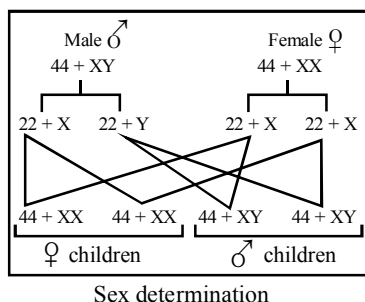 Male ♂ Female ♀
44 + XY 44 + XX
22 + X 22 + Y 22 + X 22 + X
44 + XX 44 + XX 44 + XY 44 + XY
♀ children ♂ children
Sex determination